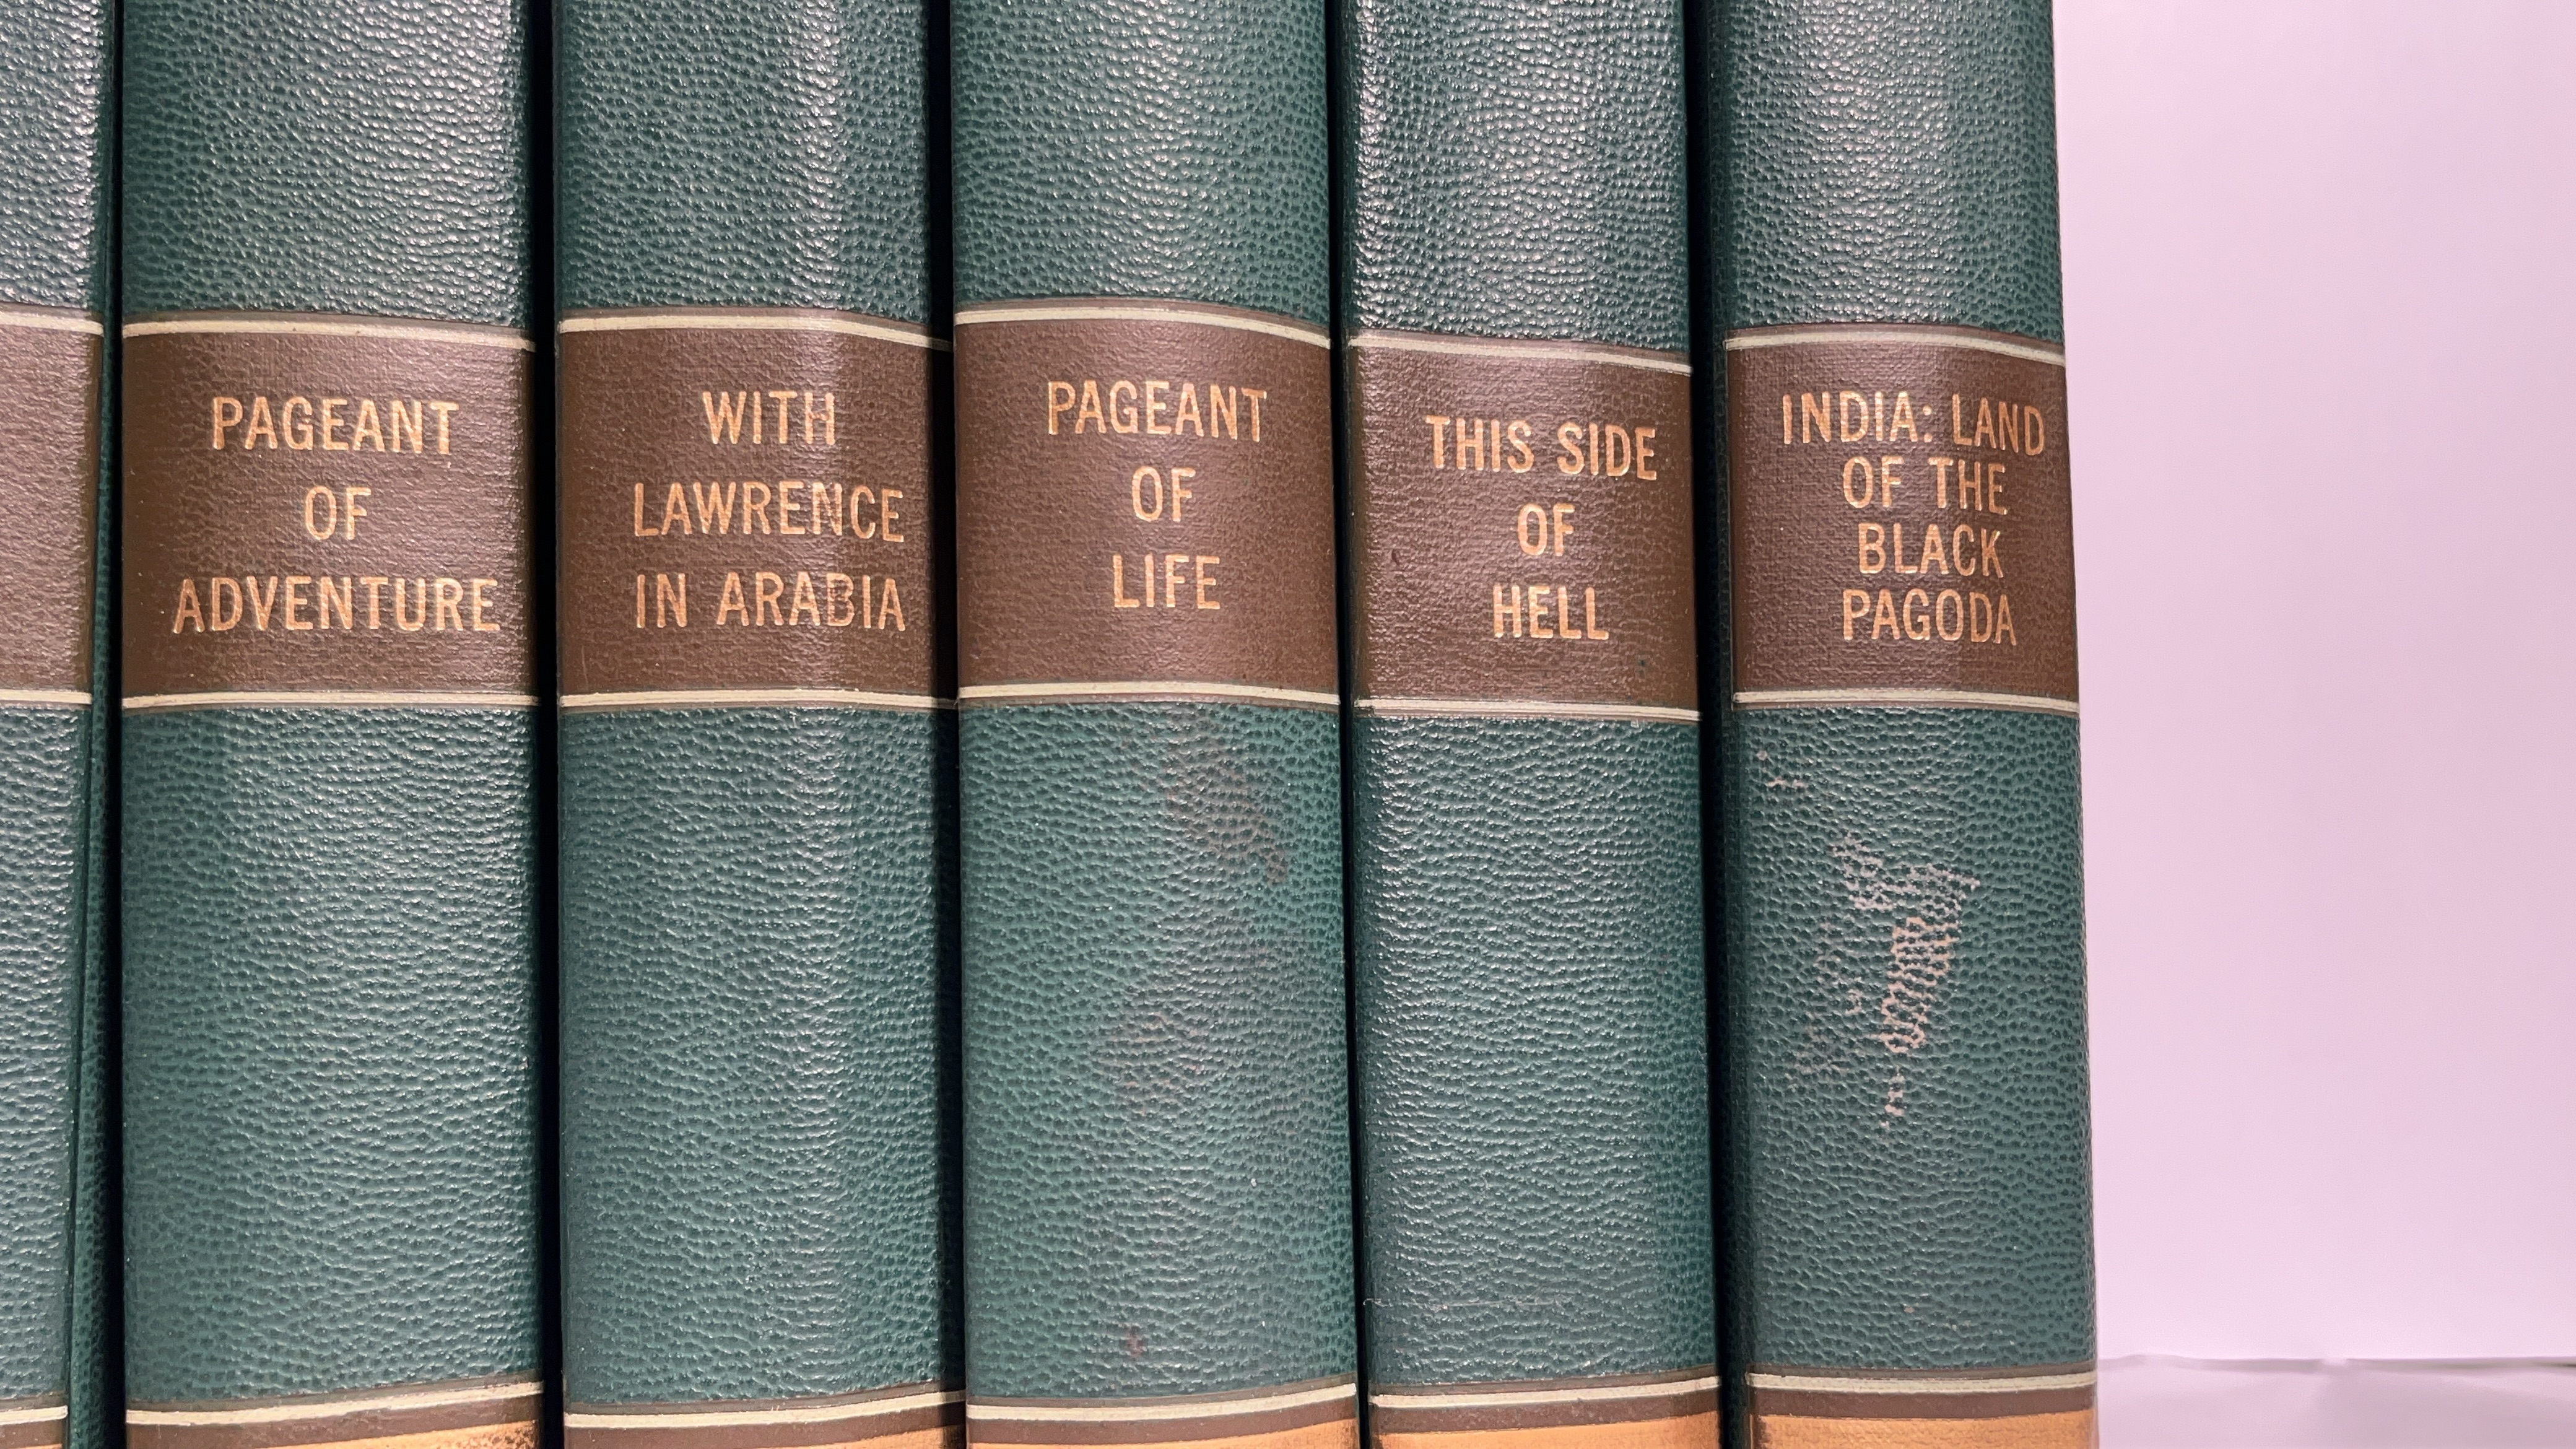 PAGEANT
OF
ADVENTURE
WITH
LAWRENCE
IN ARABIA
PAGEANT
OF
LIFE
THIS SIDE
OF
HELL
INDIA: LAND
OF THE
BLACK
PAGODA